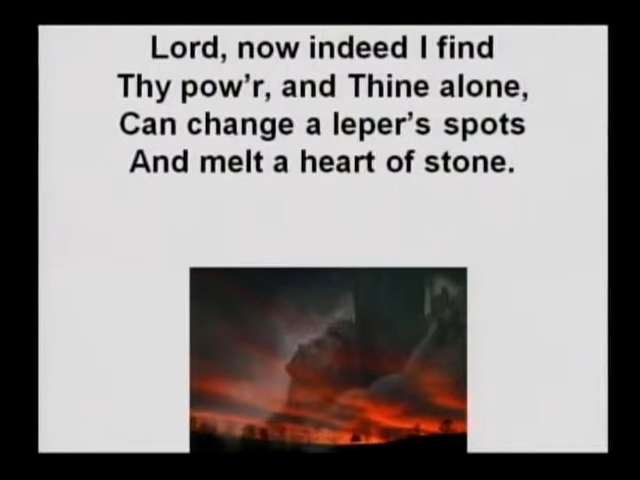 Lord, now indeed I find
Thy pow’r, and Thine alone,
Can change a leper’s spots
And melt a heart of stone.